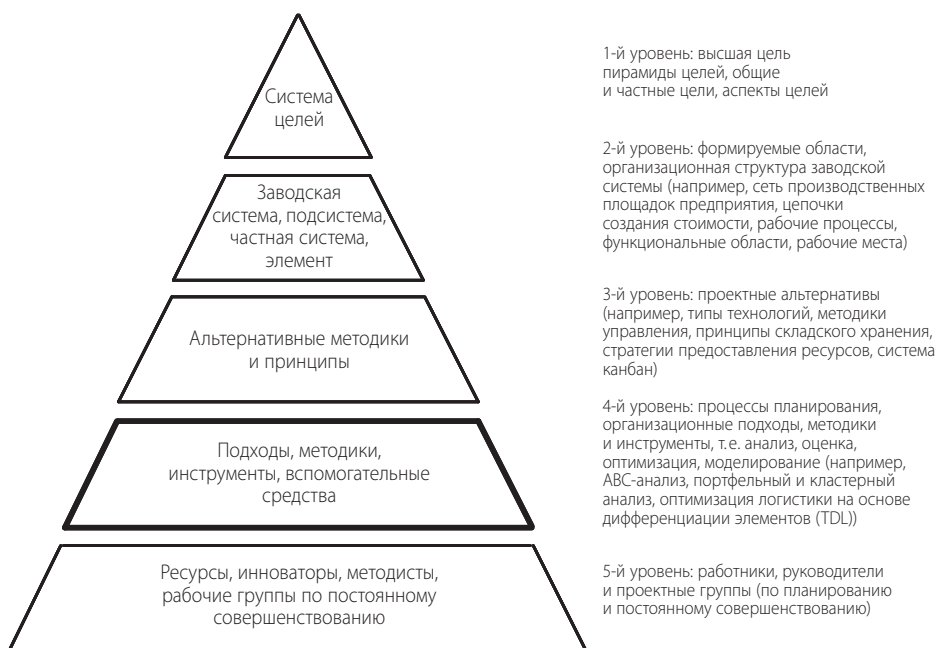 Система
целей
1-й уровень: высшая цель
пирамиды целей, общие
и частные цели, аспекты целей
Заводская
система, подсистема,
частная система,
элемент
2-й уровень: формируемые области,
организационная структура заводской
системы (например, сеть производственных
площадок предприятия, цепочки
создания стоимости, рабочие процессы,
функциональные области, рабочие места)
Альтернативные методики
и принципы
3-й уровень: проектные альтернативы
(например, типы технологий, методики
управления, принципы складского хранения,
стратегии предоставления ресурсов, система
канбан)
Подходы, методики,
инструменты, вспомогательные
средства
4-й уровень: процессы планирования,
организационные подходы, методики
и инструменты, т. е. анализ, оценка,
оптимизация, моделирование (например,
АВС-анализ, портфельный и кластерный
анализ, оптимизация логистики на основе
дифференциации элементов (TDL))
Ресурсы, инноваторы, методисты,
рабочие группы по постоянному
совершенствованию
5-й уровень: работники, руководители
и проектные группы (по планированию
и постоянному совершенствованию)